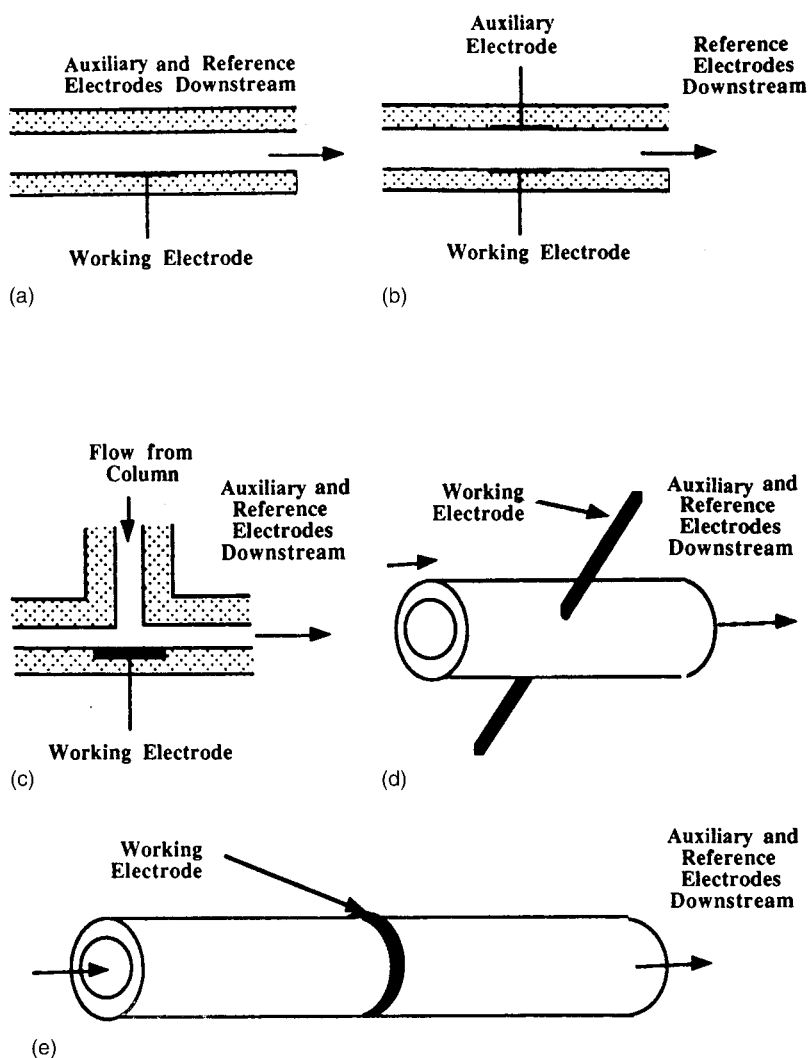 Auxiliary and Reference
Electrodes Downstream
Working Electrode
(a)
Auxiliary
Electrode
Reference
Electrodes
Downstream
Working Electrode
(b)
Flow from
Column
Auxiliary and
Reference
Electrodes
Downstream
Working Electrode
(c)
Working
Electrode
Auxiliary and
Reference
Electrodes
Downstream
(d)
Working
Electrode
Auxiliary and
Reference
Electrodes
Downstream
(e)